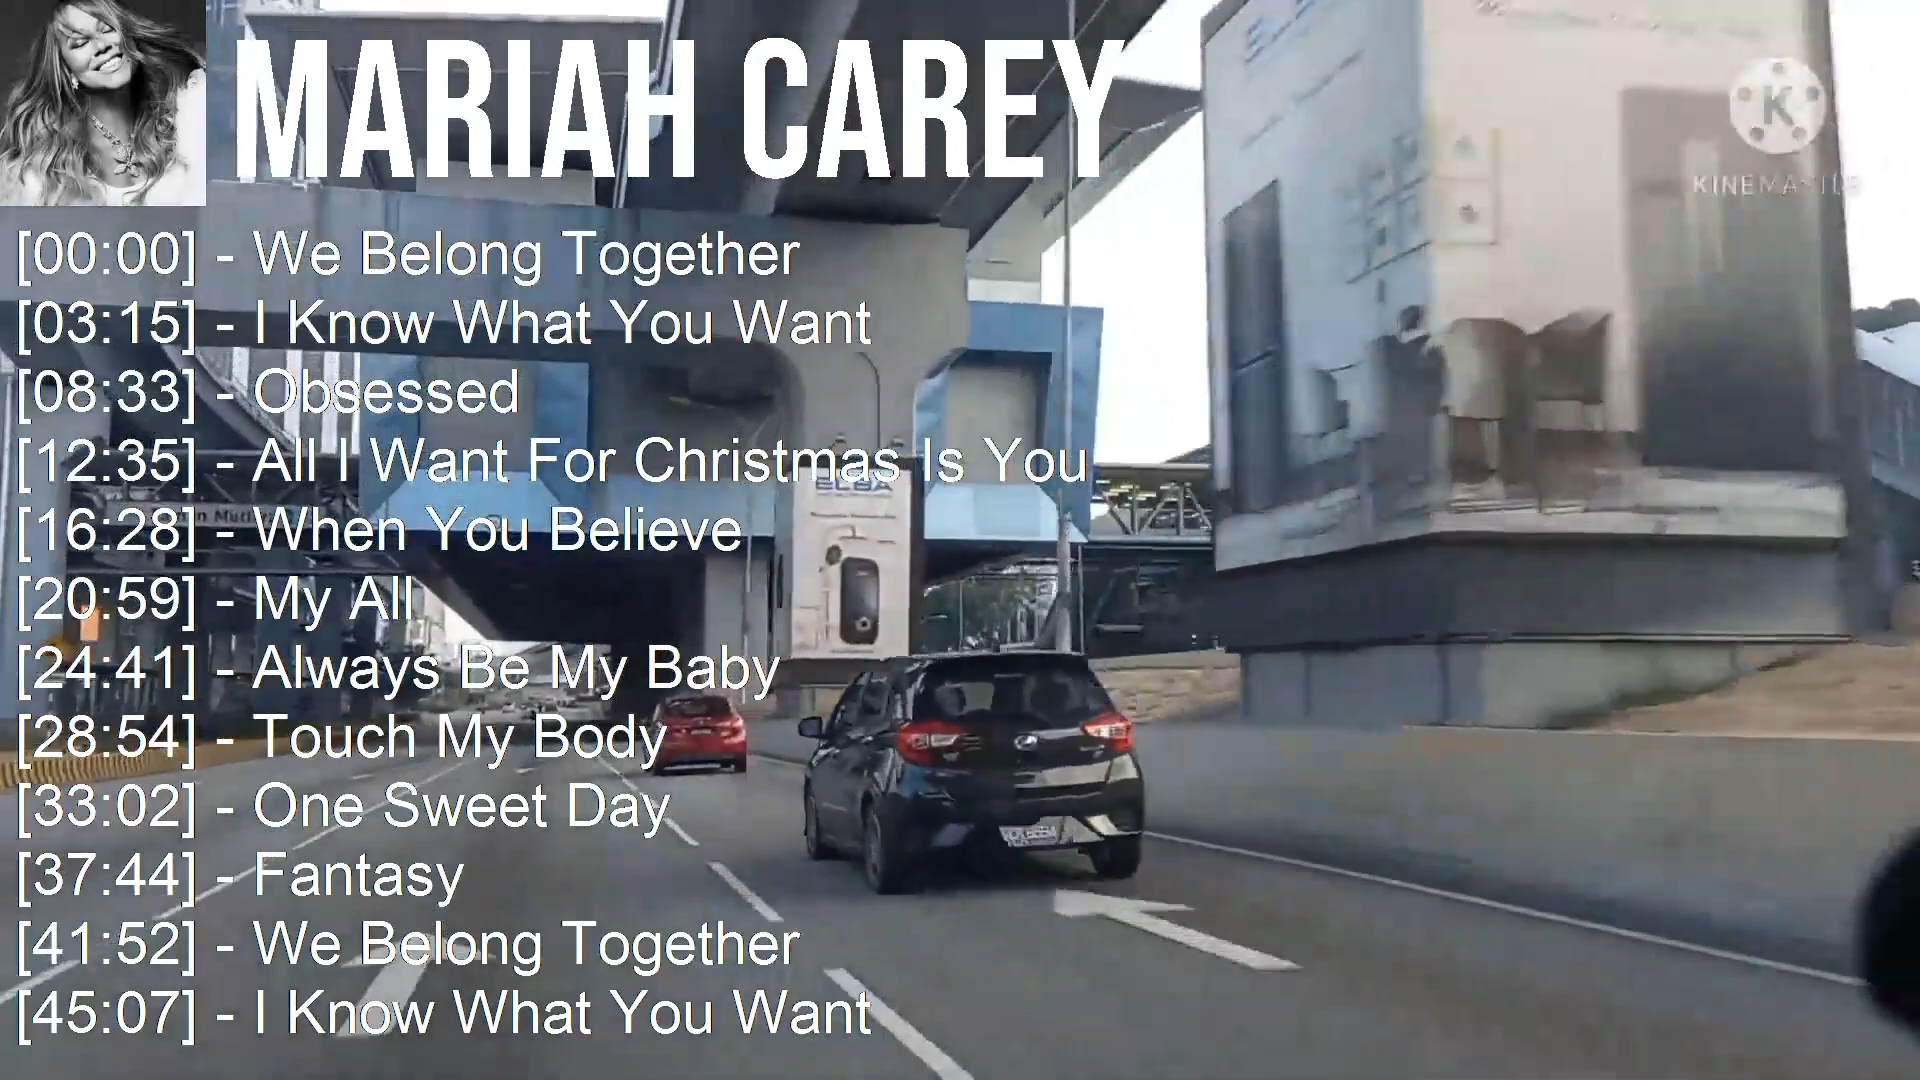 MARIAH CAREY
KINEMASTER
[00:00] - We Belong Together
[03:15] - I Know What You Want
[08:33] - Obsessed
[12:35] - All I Want For Christmas Is You
ELBA
[16:28] - When You Believe
[20:59] - My All
[24:41] - Always Be My Baby
[28:54] - Touch My Body
[33:02] - One Sweet Day
[37:44] - Fantasy
[41:52] - We Belong Together
[45:07] - I Know What You Want